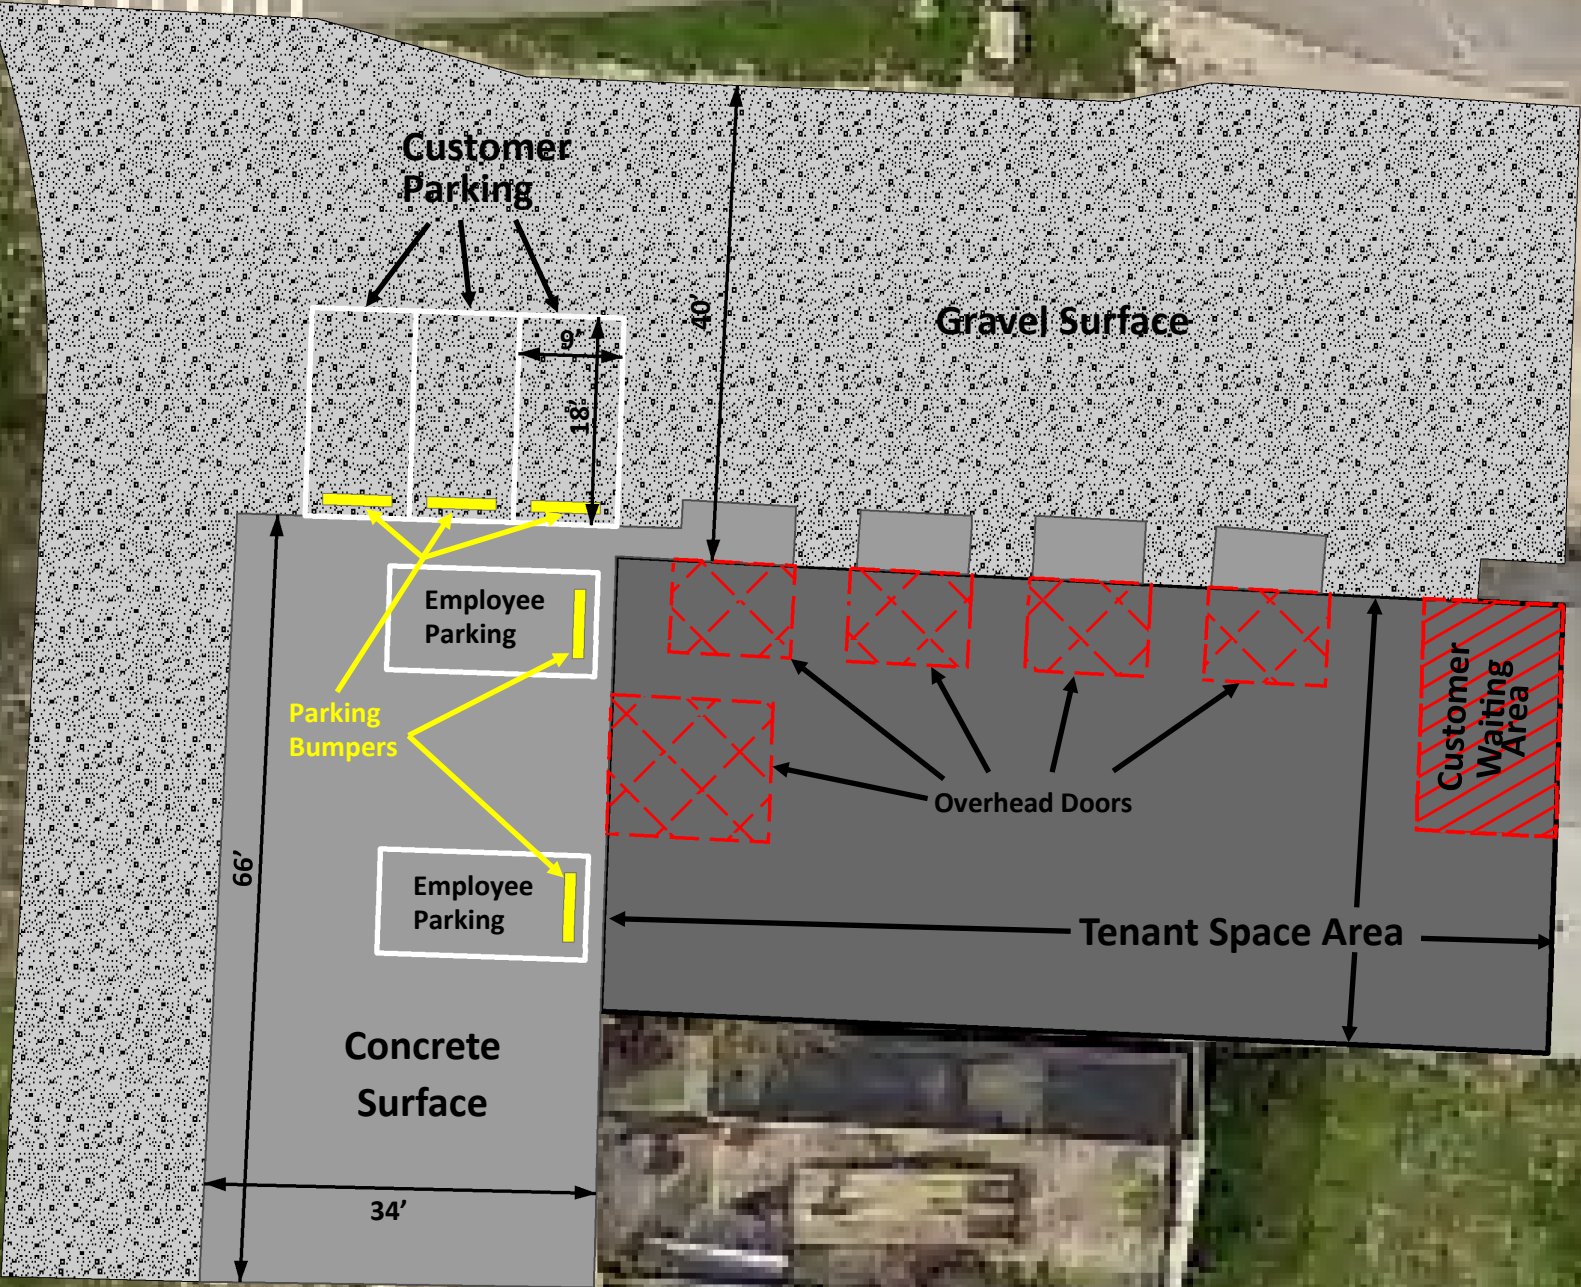 Customer
Parking
40’
Gravel Surface
9’
18’
Employee
Parking
Parking
Bumpers
Customer
Waiting
Area
Overhead Doors
66’
Employee
Parking
Tenant Space Area
Concrete
Surface
34’